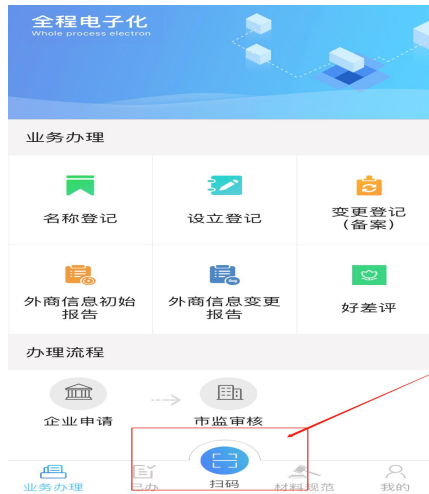 全程电子化
Whole process electron
业务办理
名称登记
设立登记
变更登记
(备案)
外商信息初始
报告
外商信息变更
报告
好差评
办理流程
企业申请
市监审核
业务办理
已办
扫码
材料规范
我的